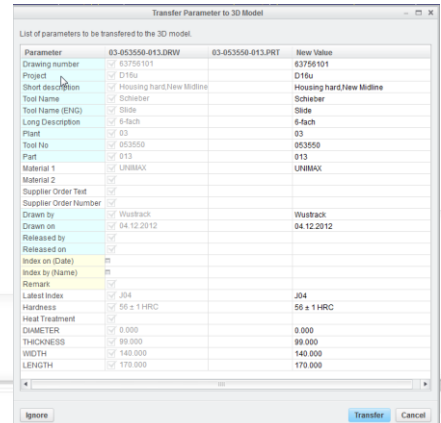 Transfer Parameter to 3D Model
List of parameters to be transfered to the 3D model.
Parameter 03-053550-013.DRW 03-053550-013.PRT New Value
Drawing number 63756101 63756101
Project D16u D16u
Short description Housing hard,New Midline Housing hard,New Midline
Tool Name Schieber Schieber
Tool Name (ENG) Slide Slide
Long Description 6-fach 6-fach
Plant 03 03
Tool No 053550 053550
Part 013 013
Material 1 UNIMAX UNIMAX
Material 2
Supplier Order Text
Supplier Order Number
Drawn by Wustrack Wustrack
Drawn on 04.12.2012 04.12.2012
Released by
Released on
Index on (Date)
Index by (Name)
Remark
Latest Index J04 J04
Hardness 56 ± 1 HRC 56 ± 1 HRC
Heat Treatment
DIAMETER 0.000 0.000
THICKNESS 99.000 99.000
WIDTH 140.000 140.000
LENGTH 170.000 170.000
Ignore Transfer Cancel